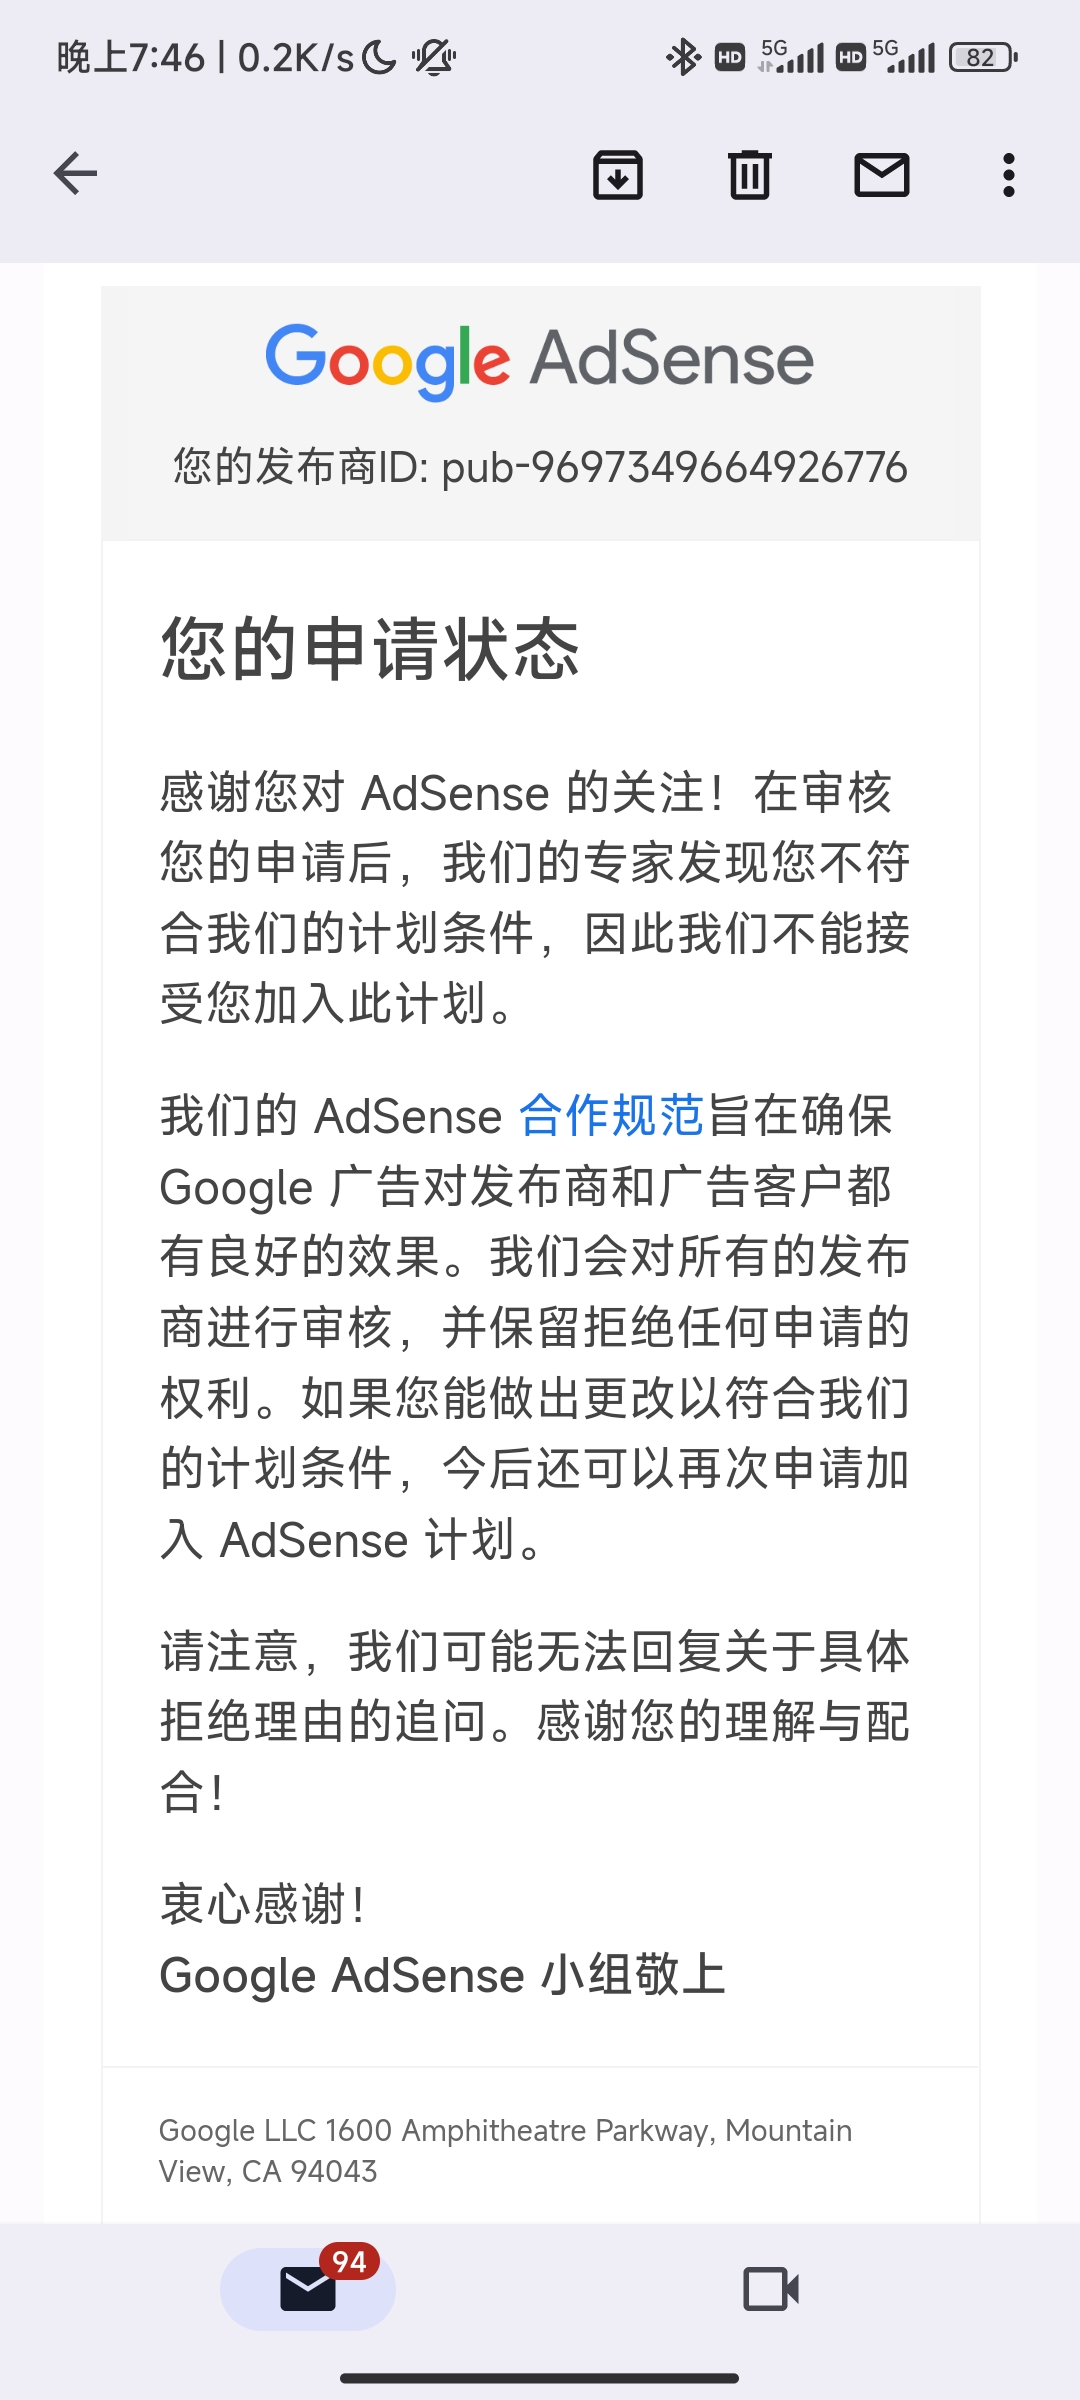 晚上7:46 | 0.2K/s
HD 5G HD 5G 82
Google AdSense
您的发布商ID: pub-9697349664926776
您的申请状态
感谢您对 AdSense 的关注！在审核
您的申请后，我们的专家发现您不符
合我们的计划条件，因此我们不能接
受您加入此计划。
我们的 AdSense 合作规范旨在确保
Google 广告对发布商和广告客户都
有良好的效果。我们会对所有的发布
商进行审核，并保留拒绝任何申请的
权利。如果您能做出更改以符合我们
的计划条件，今后还可以再次申请加
入 AdSense 计划。
请注意，我们可能无法回复关于具体
拒绝理由的追问。感谢您的理解与配
合！
衷心感谢！
Google AdSense 小组敬上
Google LLC 1600 Amphitheatre Parkway, Mountain
View, CA 94043
94